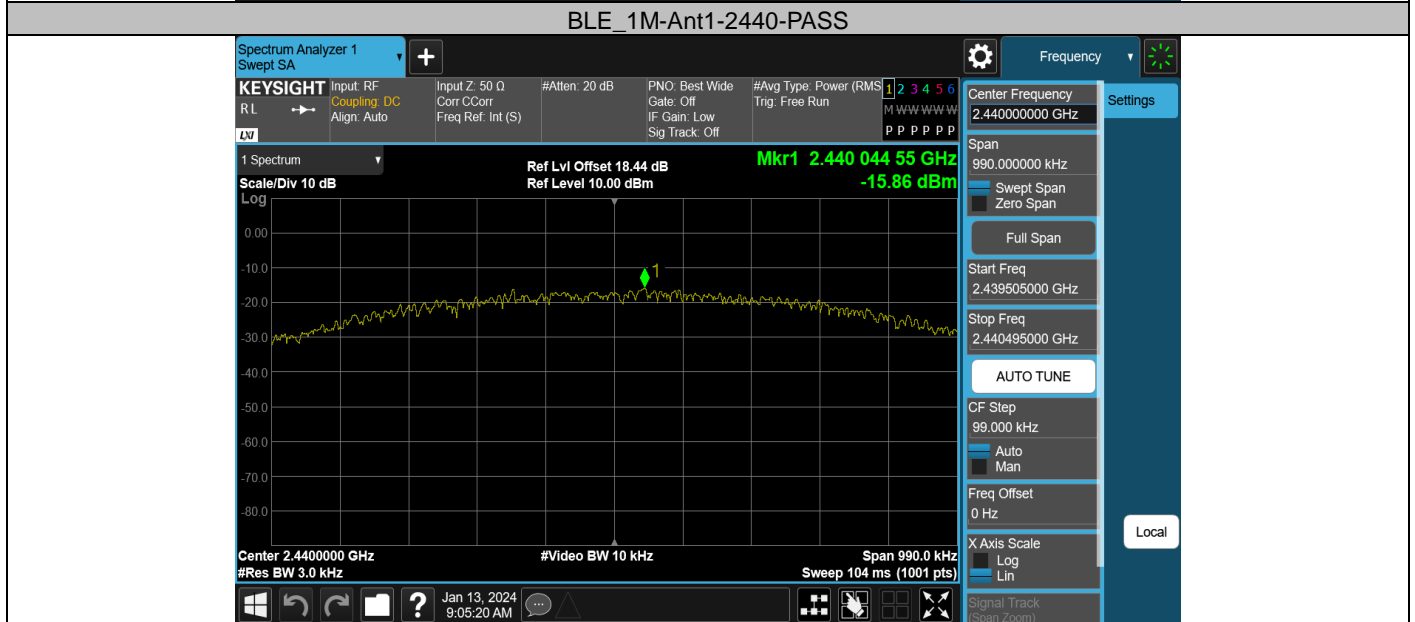 BLE_1M-Ant1-2440-PASS
Spectrum Analyzer 1
Swept SA
+
Frequency
KEYSIGHT
RL
LXI
Input: RF
Coupling: DC
Align: Auto
Input Z: 50 Ω
Corr CCorr
Freq Ref: Int (S)
#Atten: 20 dB
PNO: Best Wide
Gate: Off
IF Gain: Low
Sig Track: Off
#Avg Type: Power (RMS
Trig: Free Run
1 2 3 4 5 6
M W W W W W
P P P P P P
1 Spectrum
Scale/Div 10 dB
Ref Lvl Offset 18.44 dB
Ref Level 10.00 dBm
Mkr1 2.440 044 55 GHz
-15.86 dBm
Log
0.00
-10.0
-20.0
-30.0
-40.0
-50.0
-60.0
-70.0
-80.0
1
Center 2.4400000 GHz
#Video BW 10 kHz
Span 990.0 kHz
#Res BW 3.0 kHz
Sweep 104 ms (1001 pts)
?
Jan 13, 2024
9:05:20 AM
Center Frequency
2.440000000 GHz
Settings
Span
990.000000 kHz
Swept Span
Zero Span
Full Span
Start Freq
2.439505000 GHz
Stop Freq
2.440495000 GHz
AUTO TUNE
CF Step
99.000 kHz
Auto
Man
Freq Offset
0 Hz
X Axis Scale
Log
Lin
Local
Signal Track
(Span Zoom)